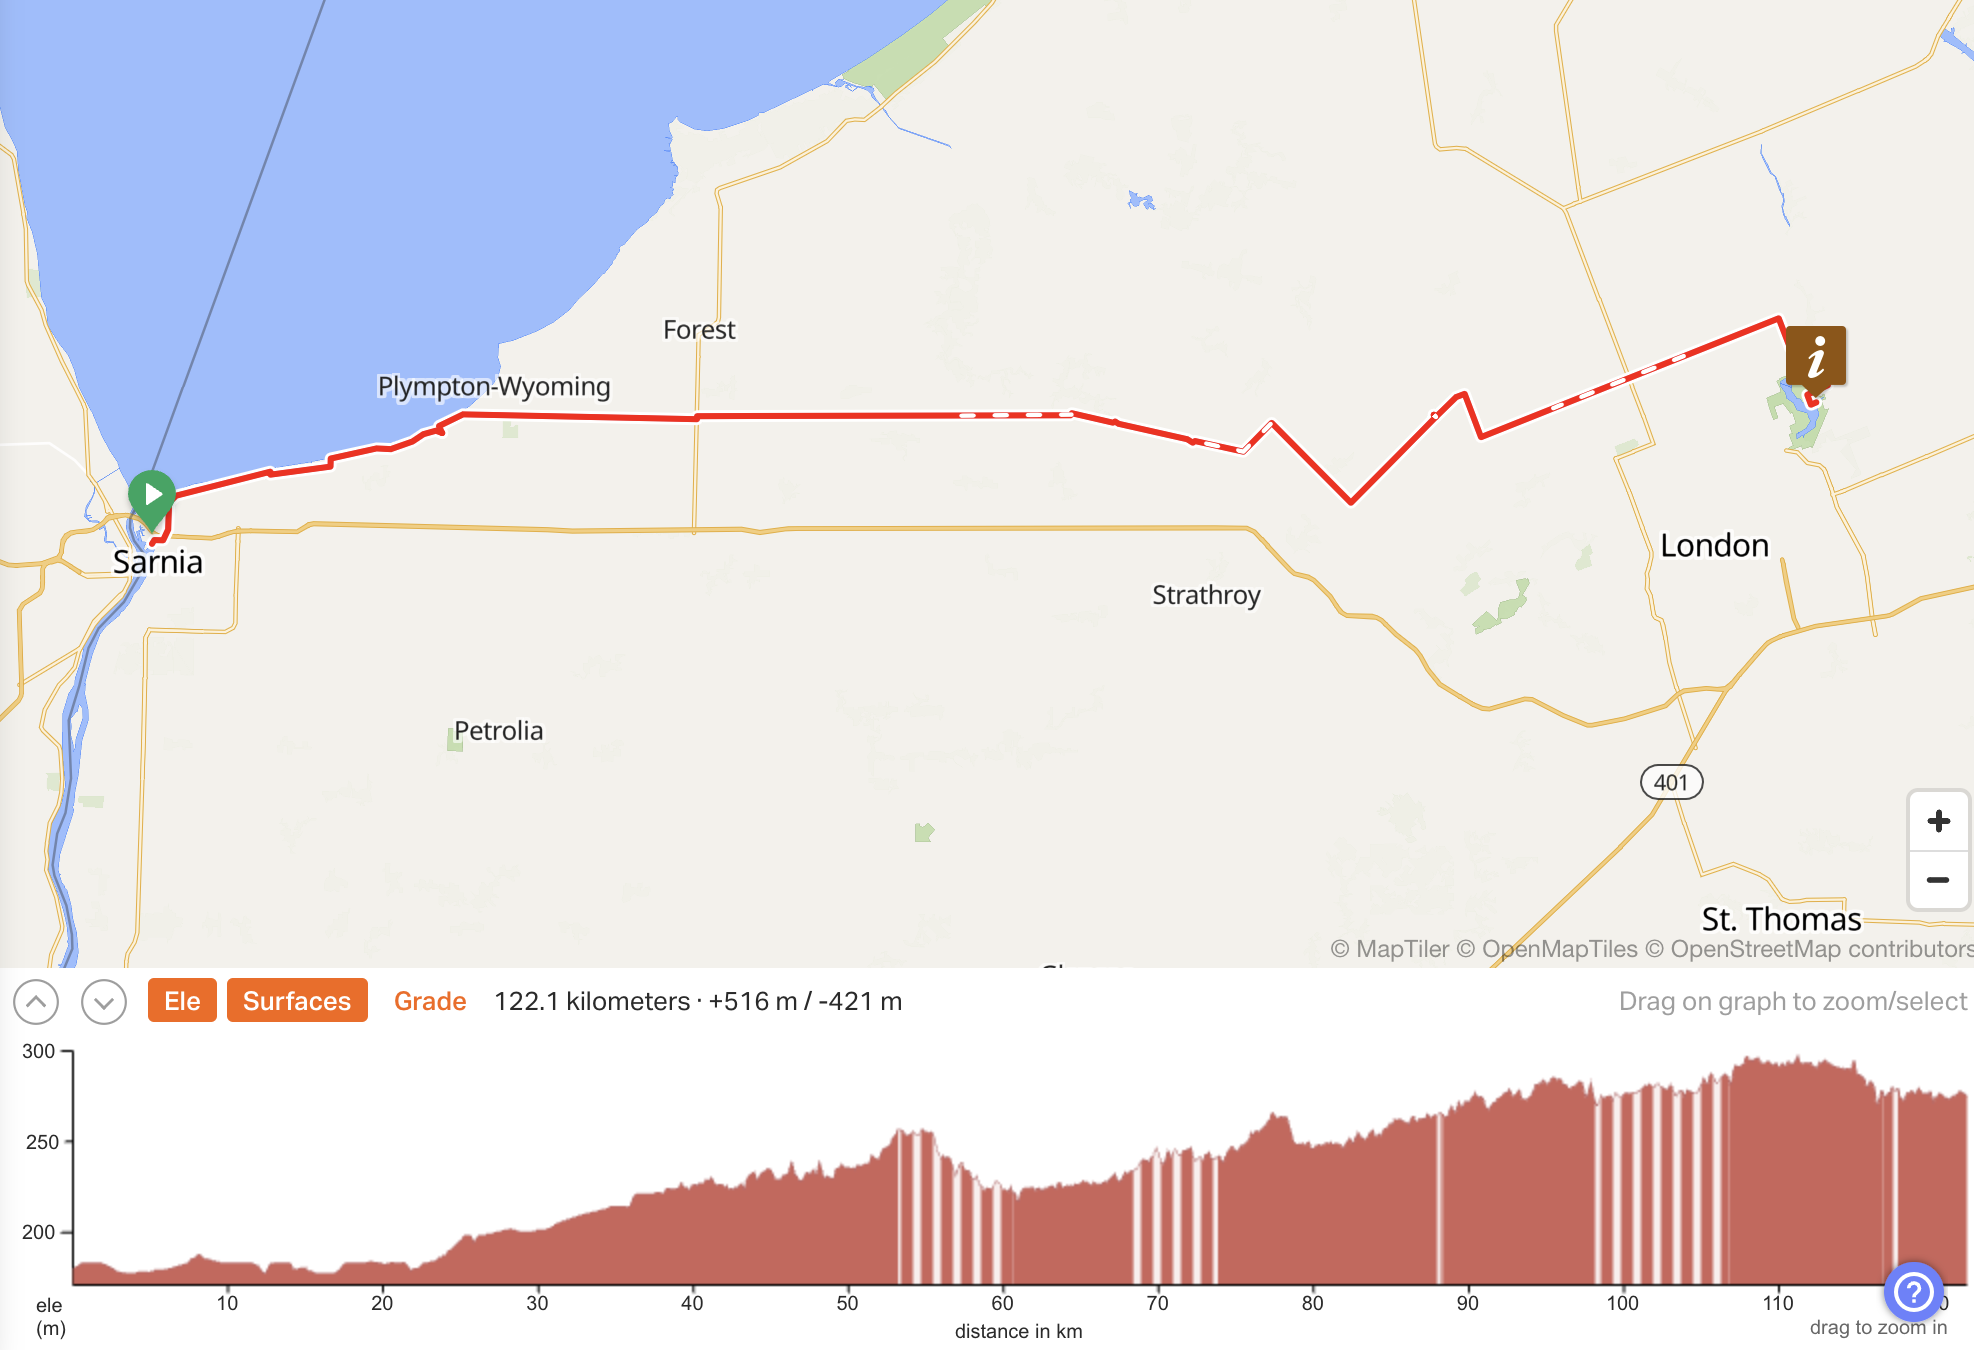 Forest
Plympton-Wyoming
Sarnia
London
Strathroy
Petrolia
401
St. Thomas
© MapTiler © OpenMapTiles © OpenStreetMap contributors
Ele
Surfaces
Grade
122.1 kilometers · +516 m / -421 m
Drag on graph to zoom/select
300
250
200
10 20 30 40 50 60 70 80 90 100 110
ele
(m)
distance in km
drag to zoom in